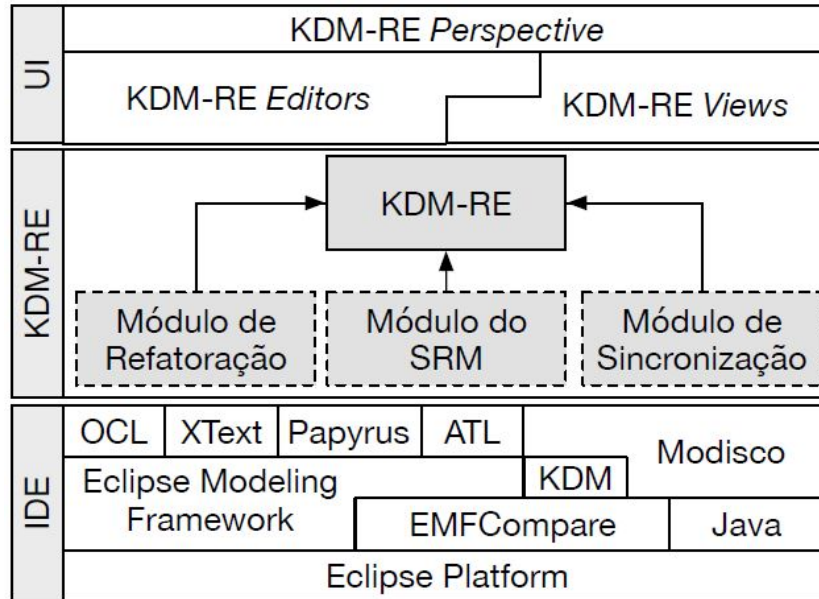 UI
KDM-RE Perspective
KDM-RE Editors
KDM-RE Views
KDM-RE
KDM-RE
Módulo de
Refatoração
Módulo do
SRM
Módulo de
Sincronização
IDE
OCL
XText
Papyrus
ATL
Modisco
Eclipse Modeling
Framework
KDM
EMFCompare
Java
Eclipse Platform